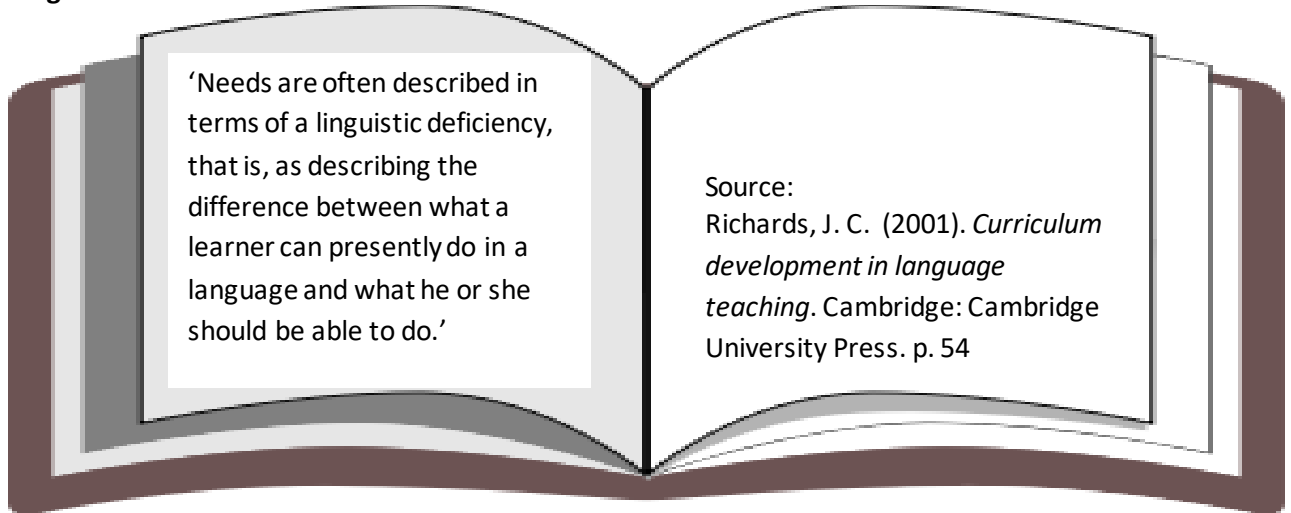 ‘Needs are often described in
terms of a linguistic deficiency,
that is, as describing the
difference between what a
learner can presently do in a
language and what he or she
should be able to do.’
Source:
Richards, J. C. (2001). Curriculum
development in language
teaching. Cambridge: Cambridge
University Press. p. 54